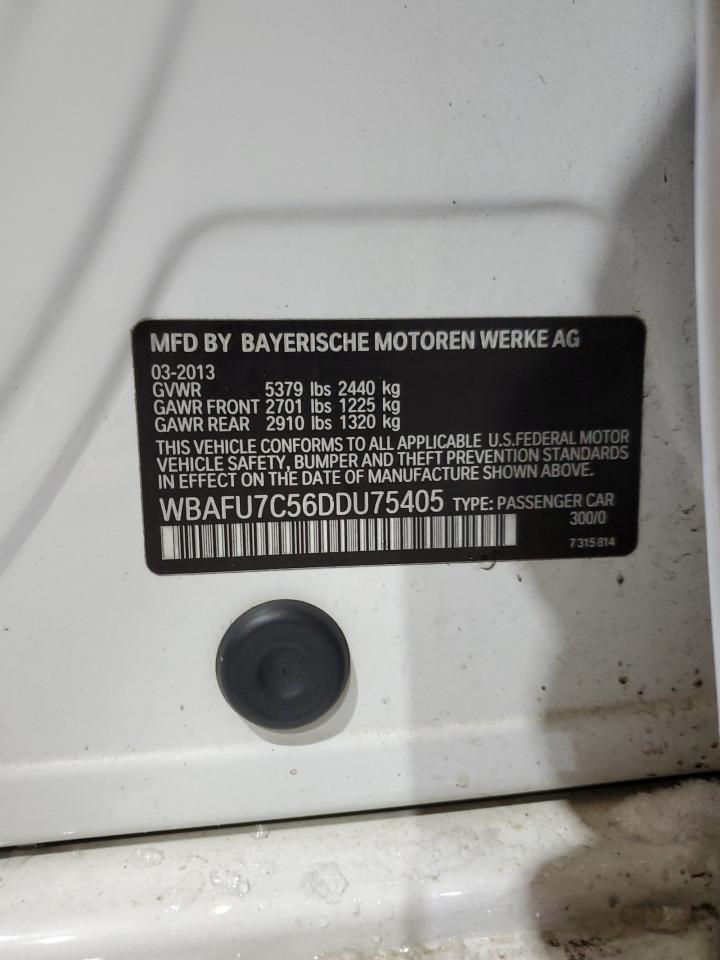 MFD BY BAYERISCHE MOTOREN WERKE AG
03-2013
GVWR 5379 lbs 2440 kg
GAWR FRONT 2701 lbs 1225 kg
GAWR REAR 2910 lbs 1320 kg
THIS VEHICLE CONFORMS TO ALL APPLICABLE U.S.FEDERAL MOTOR
VEHICLE SAFETY, BUMPER AND THEFT PREVENTION STANDARDS
IN EFFECT ON THE DATE OF MANUFACTURE SHOWN ABOVE.
WBAFU7C56DDU75405 TYPE: PASSENGER CAR
300/0
7 315 814